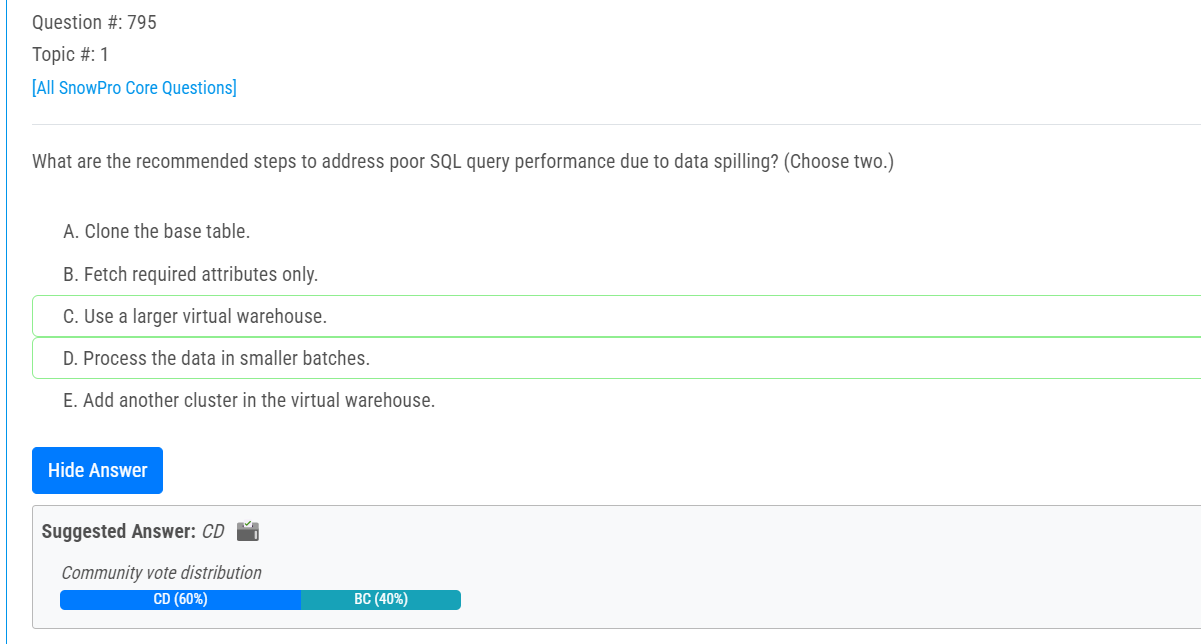 Question #: 795
Topic #: 1
[All SnowPro Core Questions]
What are the recommended steps to address poor SQL query performance due to data spilling? (Choose two.)
A. Clone the base table.
B. Fetch required attributes only.
C. Use a larger virtual warehouse.
D. Process the data in smaller batches.
E. Add another cluster in the virtual warehouse.
Hide Answer
Suggested Answer: CD
Community vote distribution
CD (60%) BC (40%)